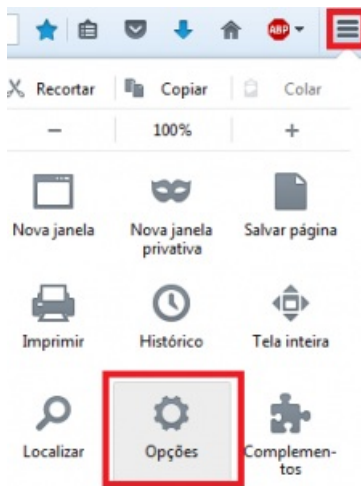 ABP
Recortar Copiar Colar
− 100% +
Nova janela Nova janela privativa Salvar página
Imprimir Histórico Tela inteira
Localizar Opções Complemen-
tos